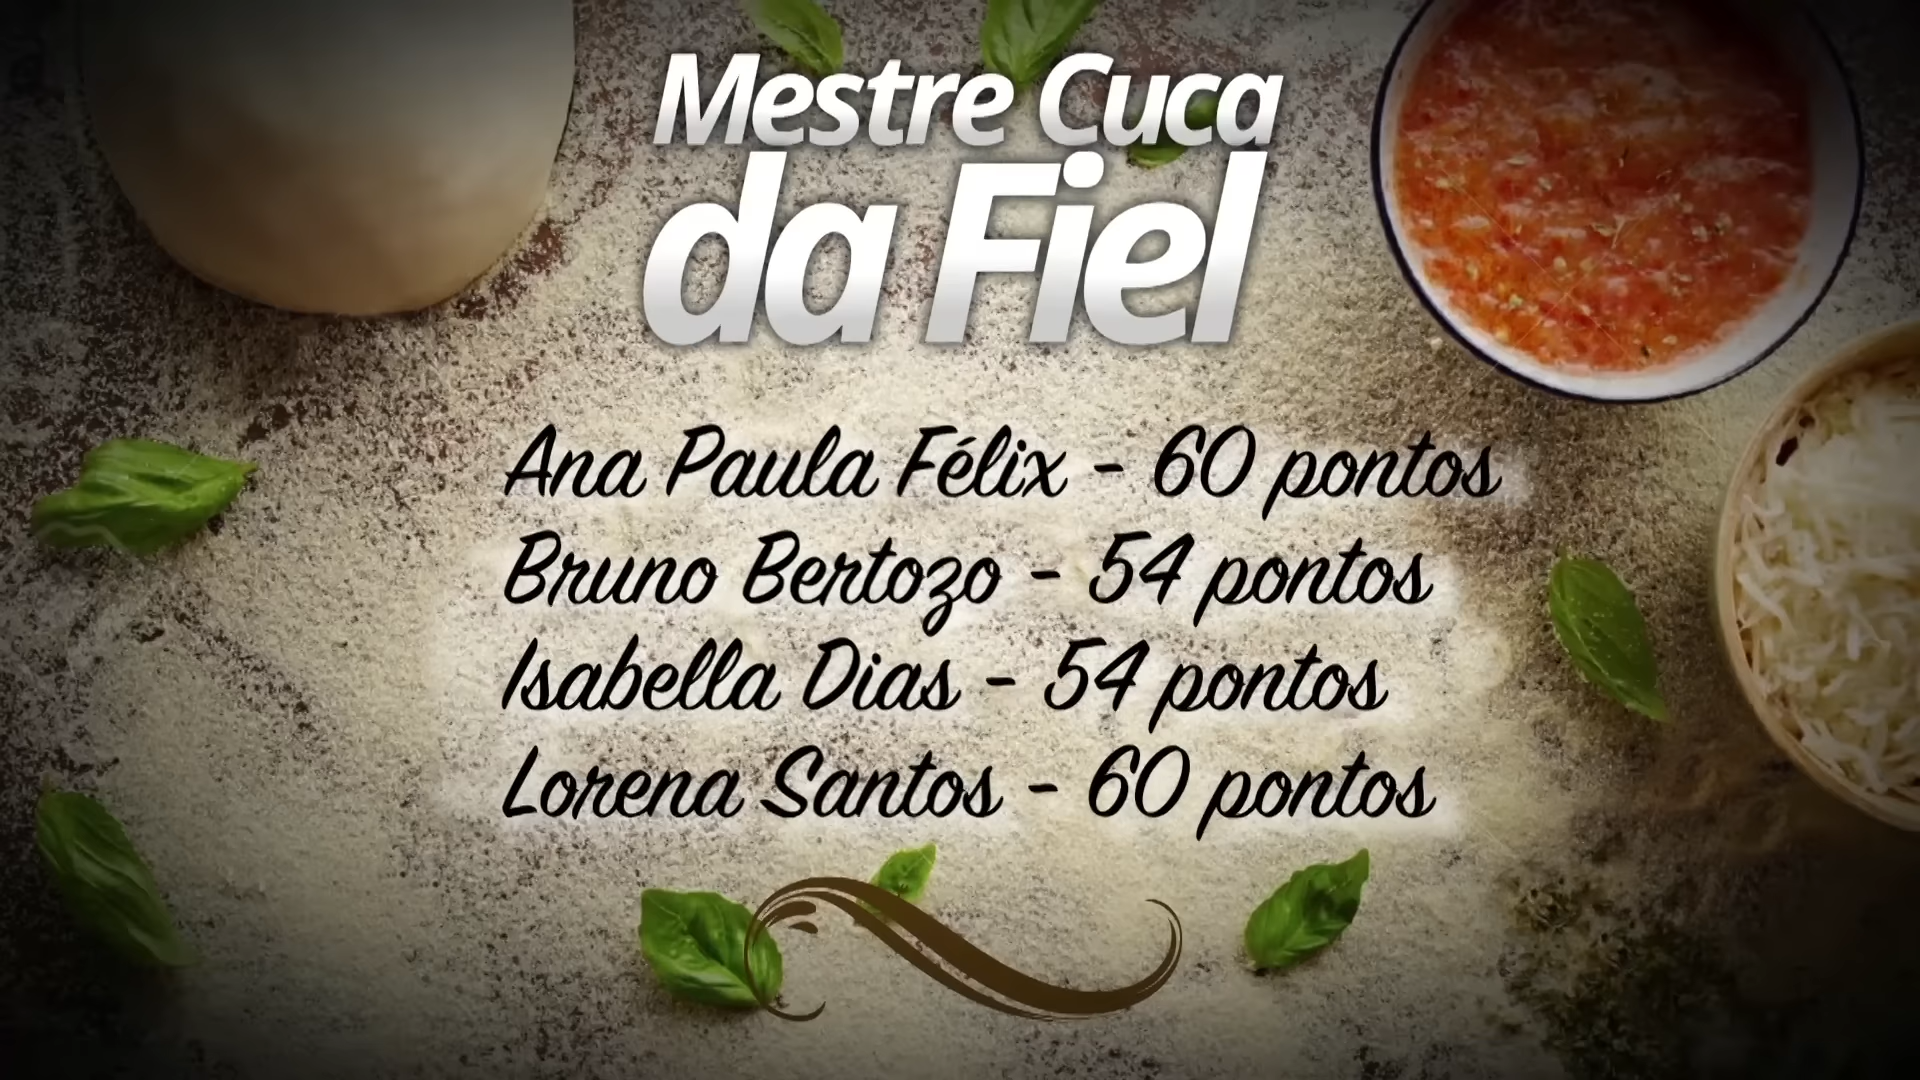 Mestre Cuca
da Fiel
Ana Paula Félix - 60 pontos
Bruno Bertozo - 54 pontos
Isabella Dias - 54 pontos
Lorena Santos - 60 pontos